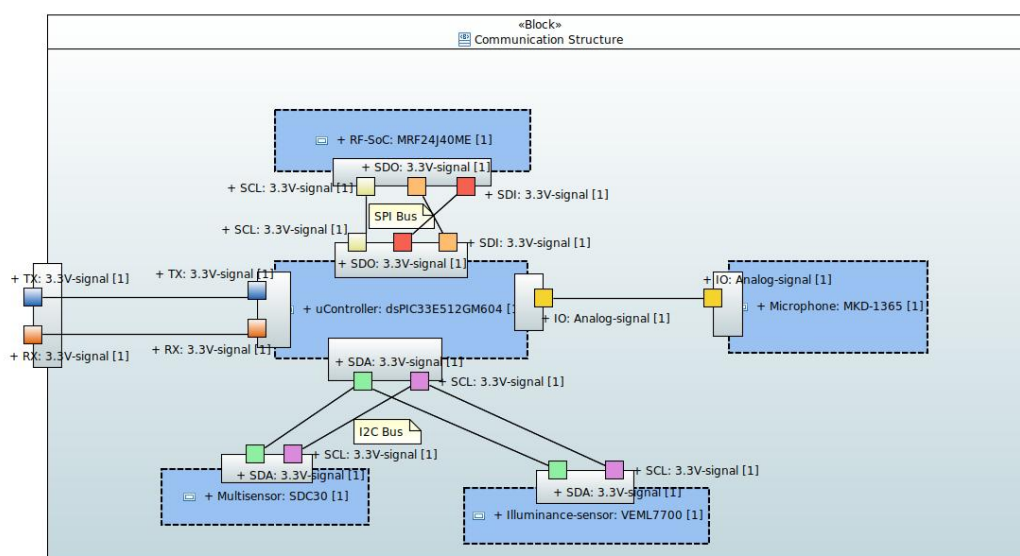 «Block»
Communication Structure
+ RF-SoC: MRF24J40ME [1]
+ SDO: 3.3V-signal [1]
+ SCL: 3.3V-signal [1]
+ SDI: 3.3V-signal [1]
SPI Bus
+ SCL: 3.3V-signal [1]
+ SDI: 3.3V-signal [1]
+ SDO: 3.3V-signal [1]
+ TX: 3.3V-signal [1]
+ TX: 3.3V-signal [1]
+ IO: Analog-signal [1]
+ uController: dsPIC33E512GM604 [1]
+ Microphone: MKD-1365 [1]
+ IO: Analog-signal [1]
+ RX: 3.3V-signal [1]
+ RX: 3.3V-signal [1]
+ SDA: 3.3V-signal [1]
+ SCL: 3.3V-signal [1]
I2C Bus
+ SCL: 3.3V-signal [1]
+ SDA: 3.3V-signal [1]
+ SCL: 3.3V-signal [1]
+ SDA: 3.3V-signal [1]
+ Multisensor: SDC30 [1]
+ Illuminance-sensor: VEML7700 [1]